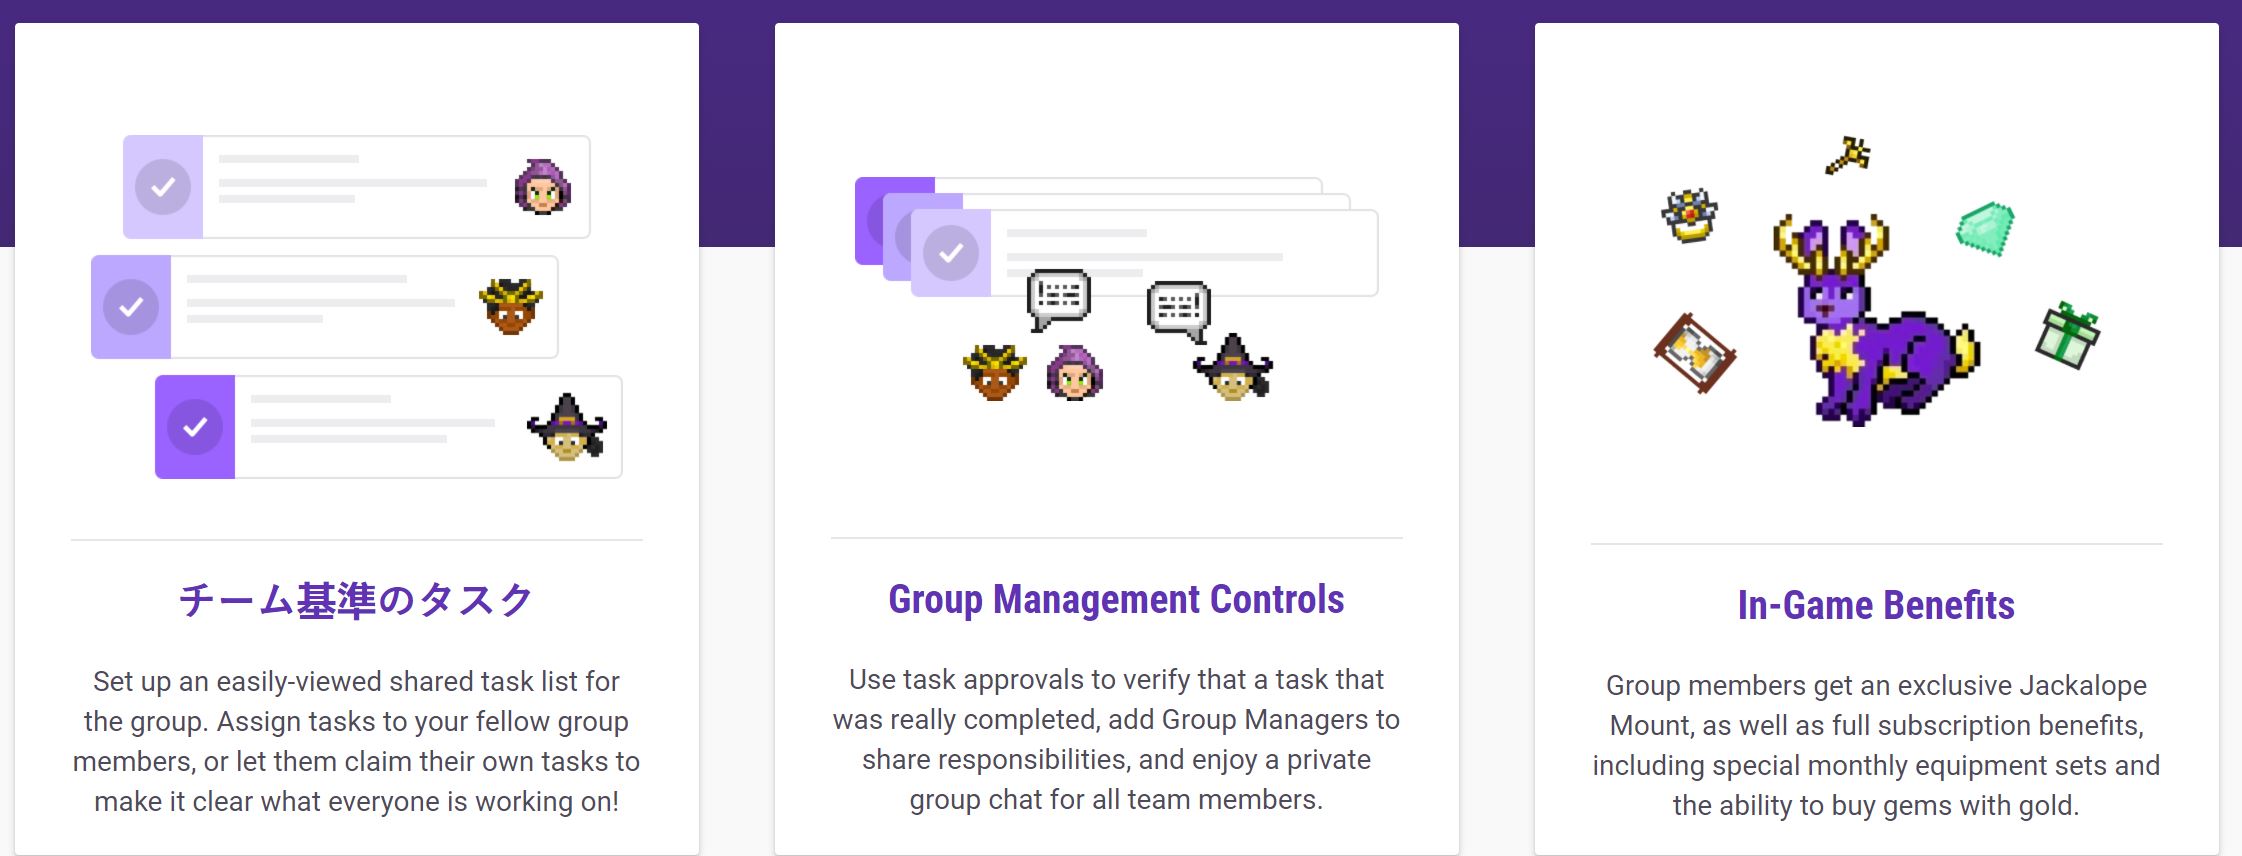 チーム基準のタスク
Set up an easily-viewed shared task list for
the group. Assign tasks to your fellow group
members, or let them claim their own tasks to
make it clear what everyone is working on!
Group Management Controls
Use task approvals to verify that a task that
was really completed, add Group Managers to
share responsibilities, and enjoy a private
group chat for all team members.
In-Game Benefits
Group members get an exclusive Jackalope
Mount, as well as full subscription benefits,
including special monthly equipment sets and
the ability to buy gems with gold.